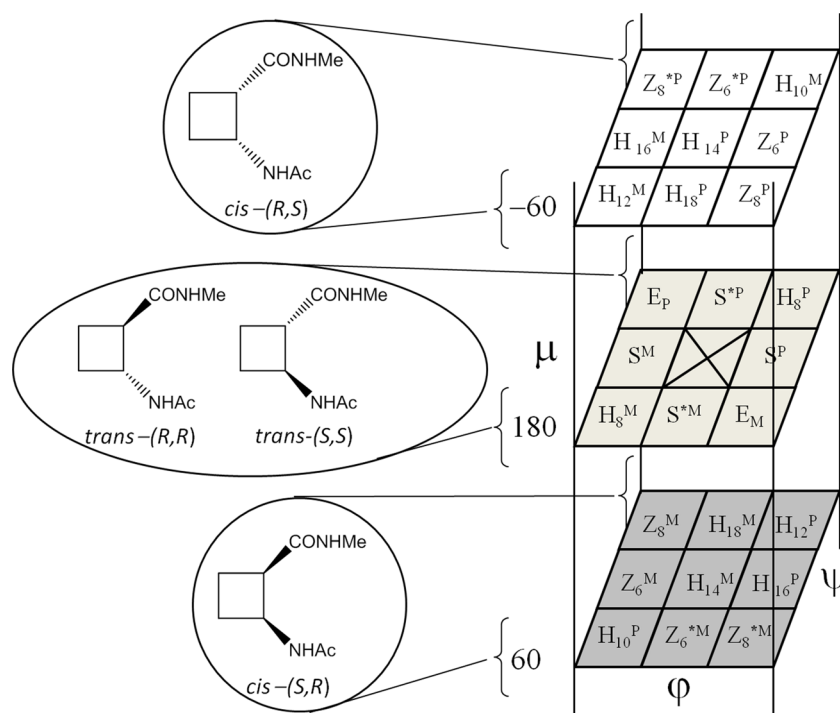 CONHMe
NHAc
cis –(R,S)
Z8*P Z6*P H10M
H16M H14P Z6P
H12M H18P Z8P
–60
CONHMe CONHMe
NHAc NHAc
trans –(R,R) trans-(S,S)
EP S*P H8P
SM SP
H8M S*M EM
μ
180
CONHMe
NHAc
cis –(S,R)
Z8M H18M H12P
Z6M H14M H16P
H10P Z6*M Z8*M
ψ
60
φ